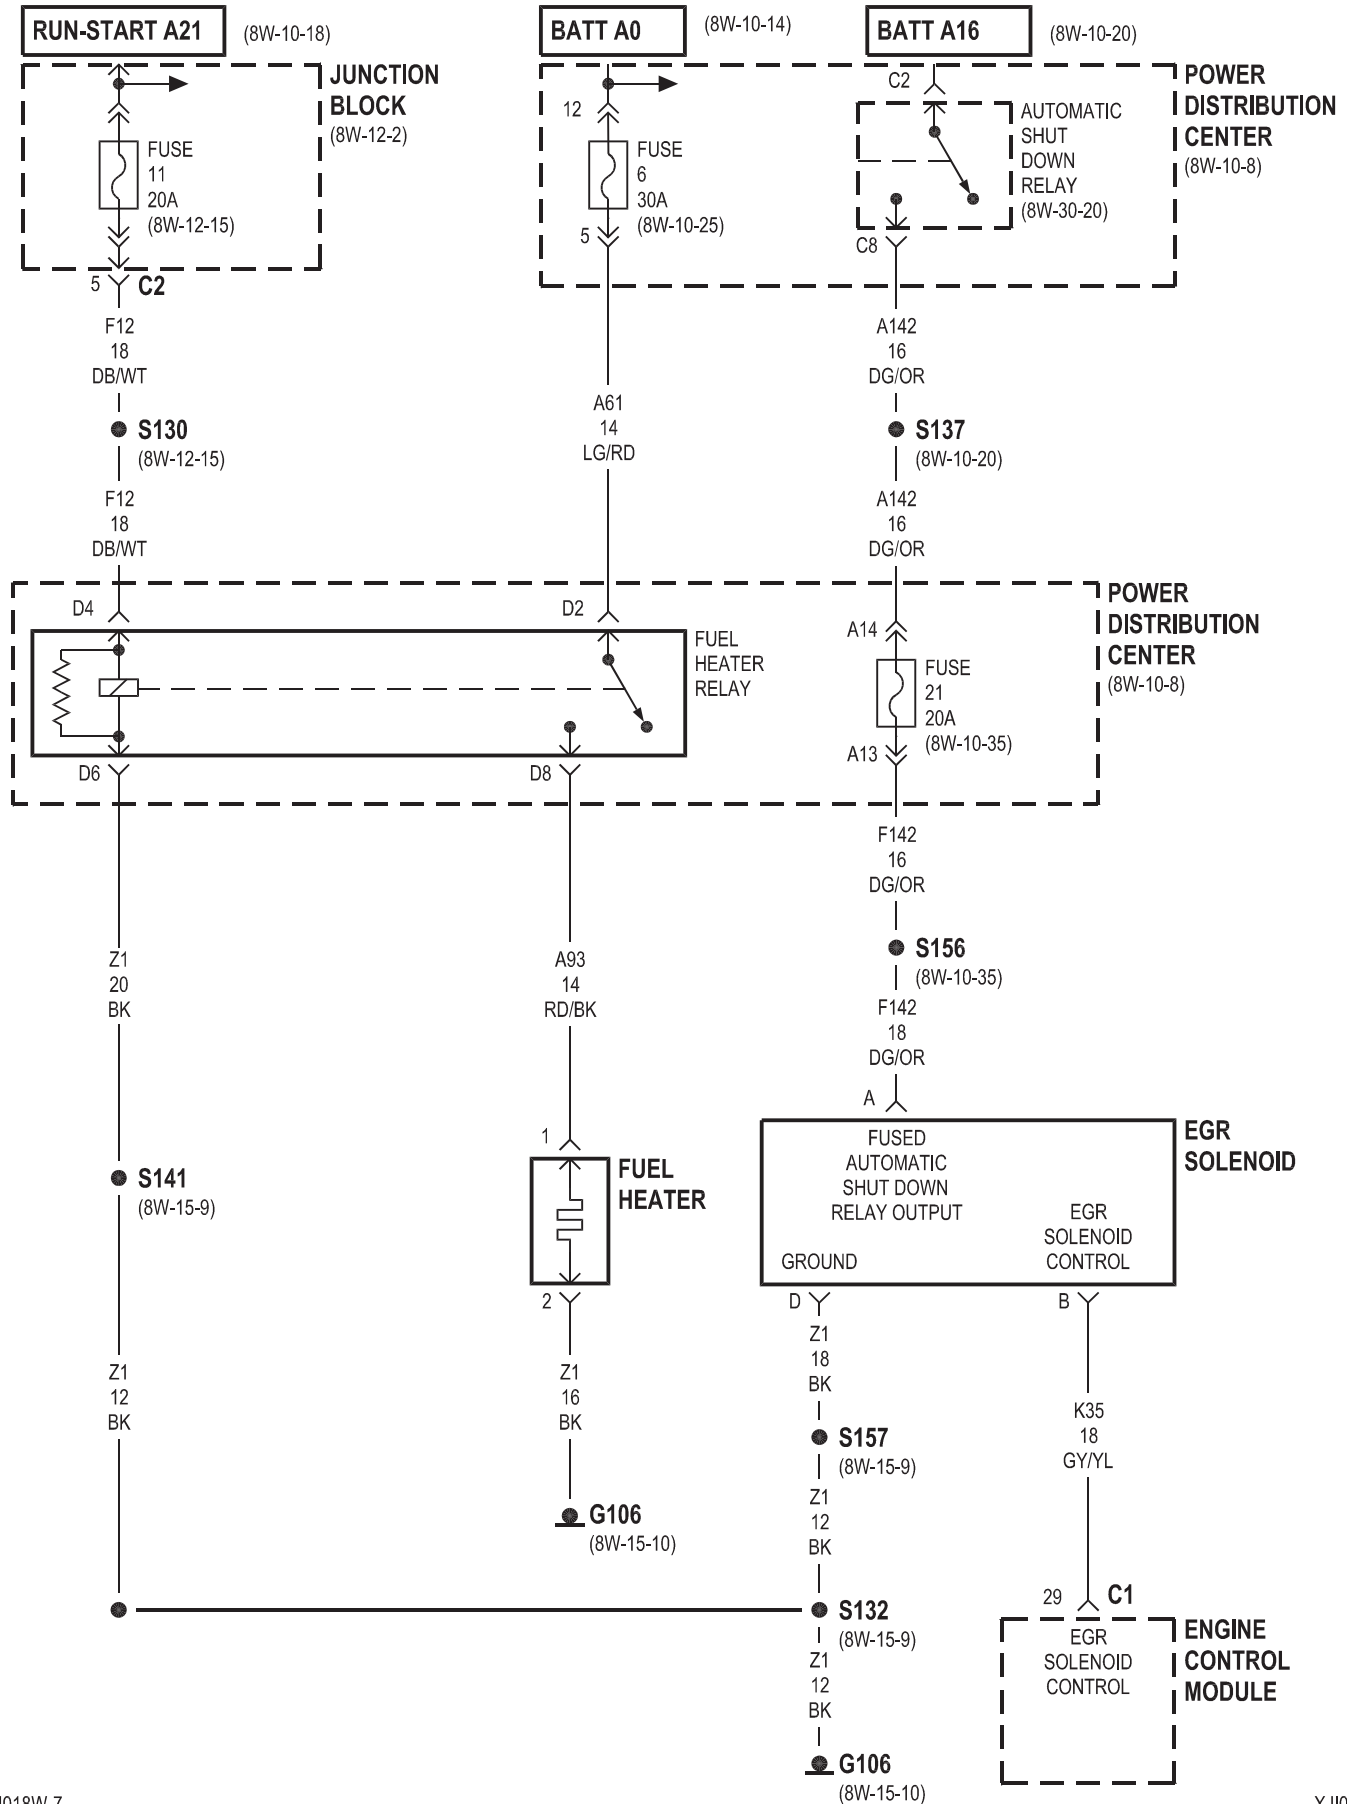 RUN-START A21
(8W-10-18)
BATT A0
(8W-10-14)
BATT A16
(8W-10-20)
JUNCTION
BLOCK
(8W-12-2)
FUSE
11
20A
(8W-12-15)
5
C2
12
FUSE
6
30A
(8W-10-25)
5
C2
AUTOMATIC
SHUT
DOWN
RELAY
(8W-30-20)
C8
POWER
DISTRIBUTION
CENTER
(8W-10-8)
F12
18
DB/WT
S130
(8W-12-15)
F12
18
DB/WT
A61
14
LG/RD
A142
16
DG/OR
S137
(8W-10-20)
A142
16
DG/OR
D4
D2
FUEL
HEATER
RELAY
D6
D8
A14
FUSE
21
20A
(8W-10-35)
A13
POWER
DISTRIBUTION
CENTER
(8W-10-8)
Z1
20
BK
A93
14
RD/BK
F142
16
DG/OR
S156
(8W-10-35)
F142
18
DG/OR
A
S141
(8W-15-9)
1
FUEL
HEATER
2
FUSED
AUTOMATIC
SHUT DOWN
RELAY OUTPUT
GROUND
EGR
SOLENOID
CONTROL
EGR
SOLENOID
D
B
Z1
12
BK
Z1
16
BK
G106
(8W-15-10)
Z1
18
BK
S157
(8W-15-9)
Z1
12
BK
K35
18
GY/YL
S132
(8W-15-9)
Z1
12
BK
G106
(8W-15-10)
29
C1
EGR
SOLENOID
CONTROL
ENGINE
CONTROL
MODULE